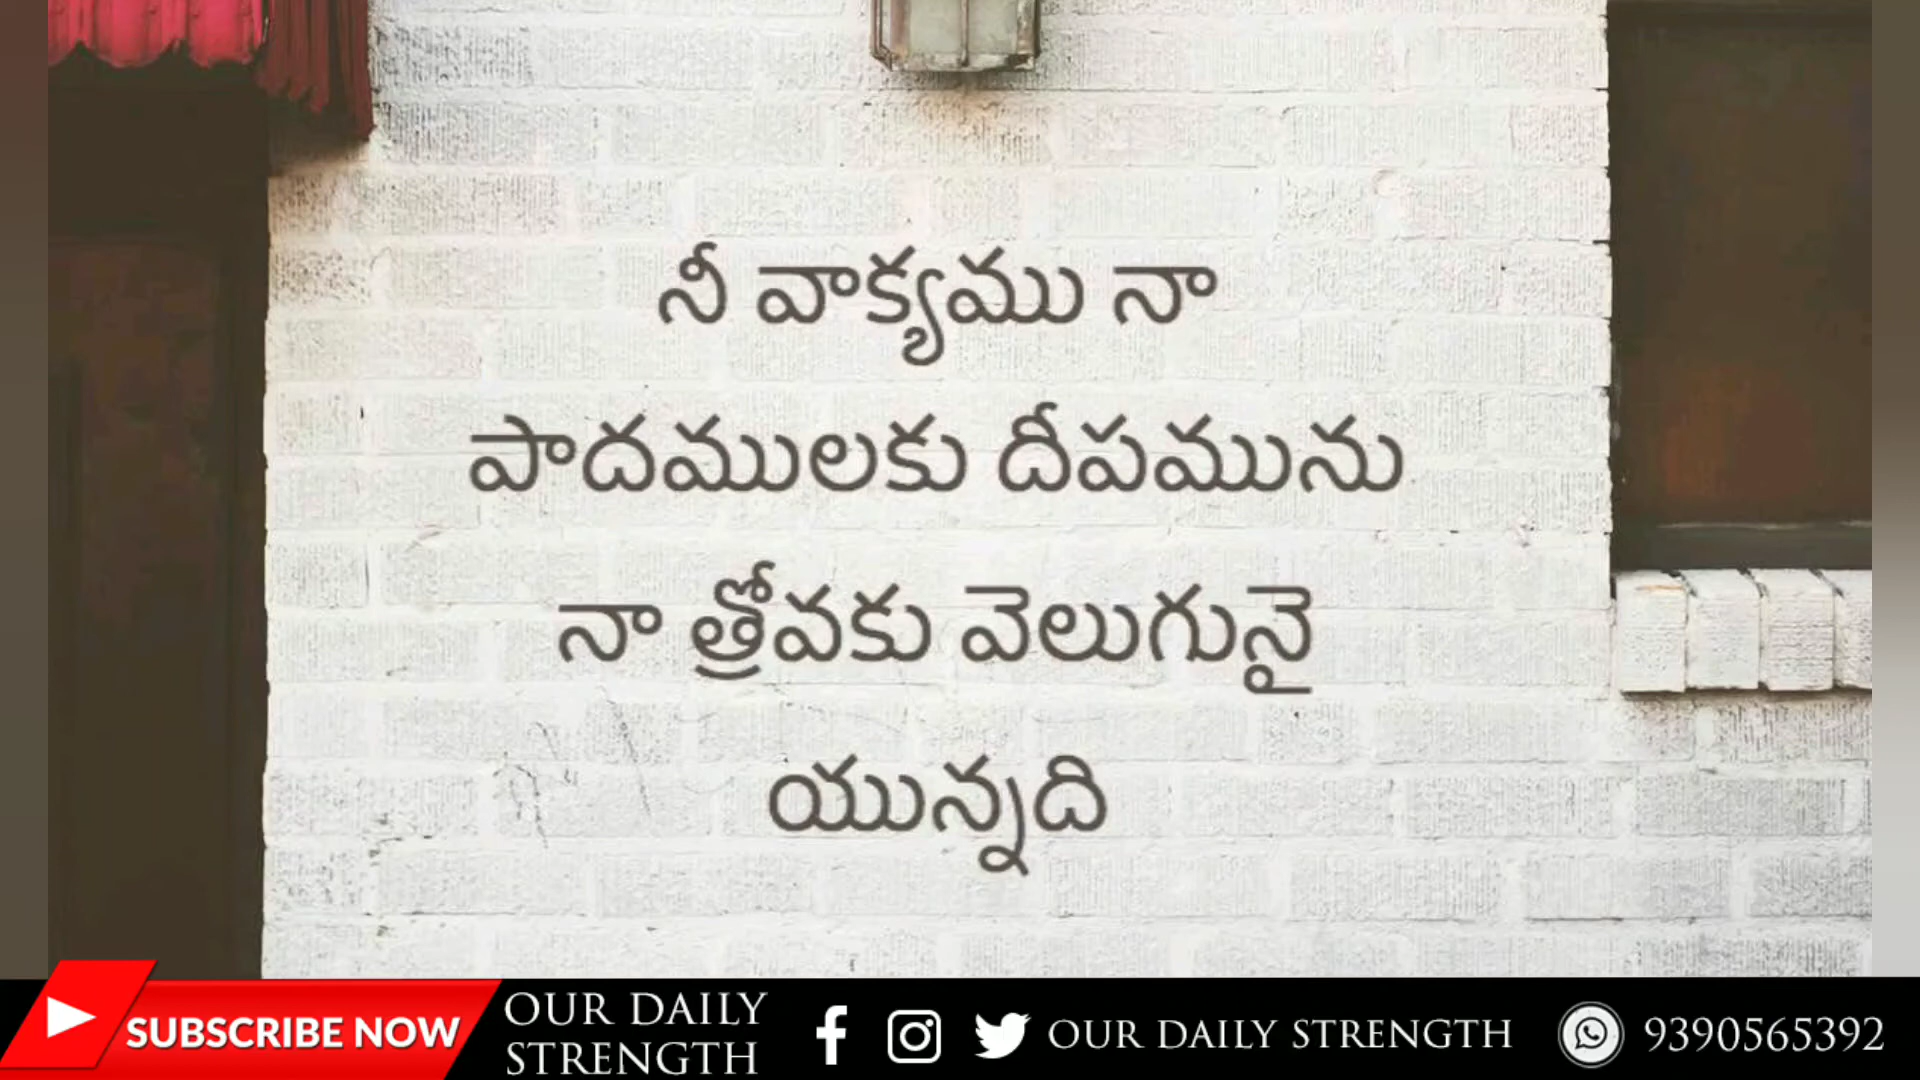 నీ వాక్యము నా
పాదములకు దీపమును
నా త్రోవకు వెలుగునై
యున్నది
SUBSCRIBE NOW
OUR DAILY
STRENGTH
OUR DAILY STRENGTH
9390565392